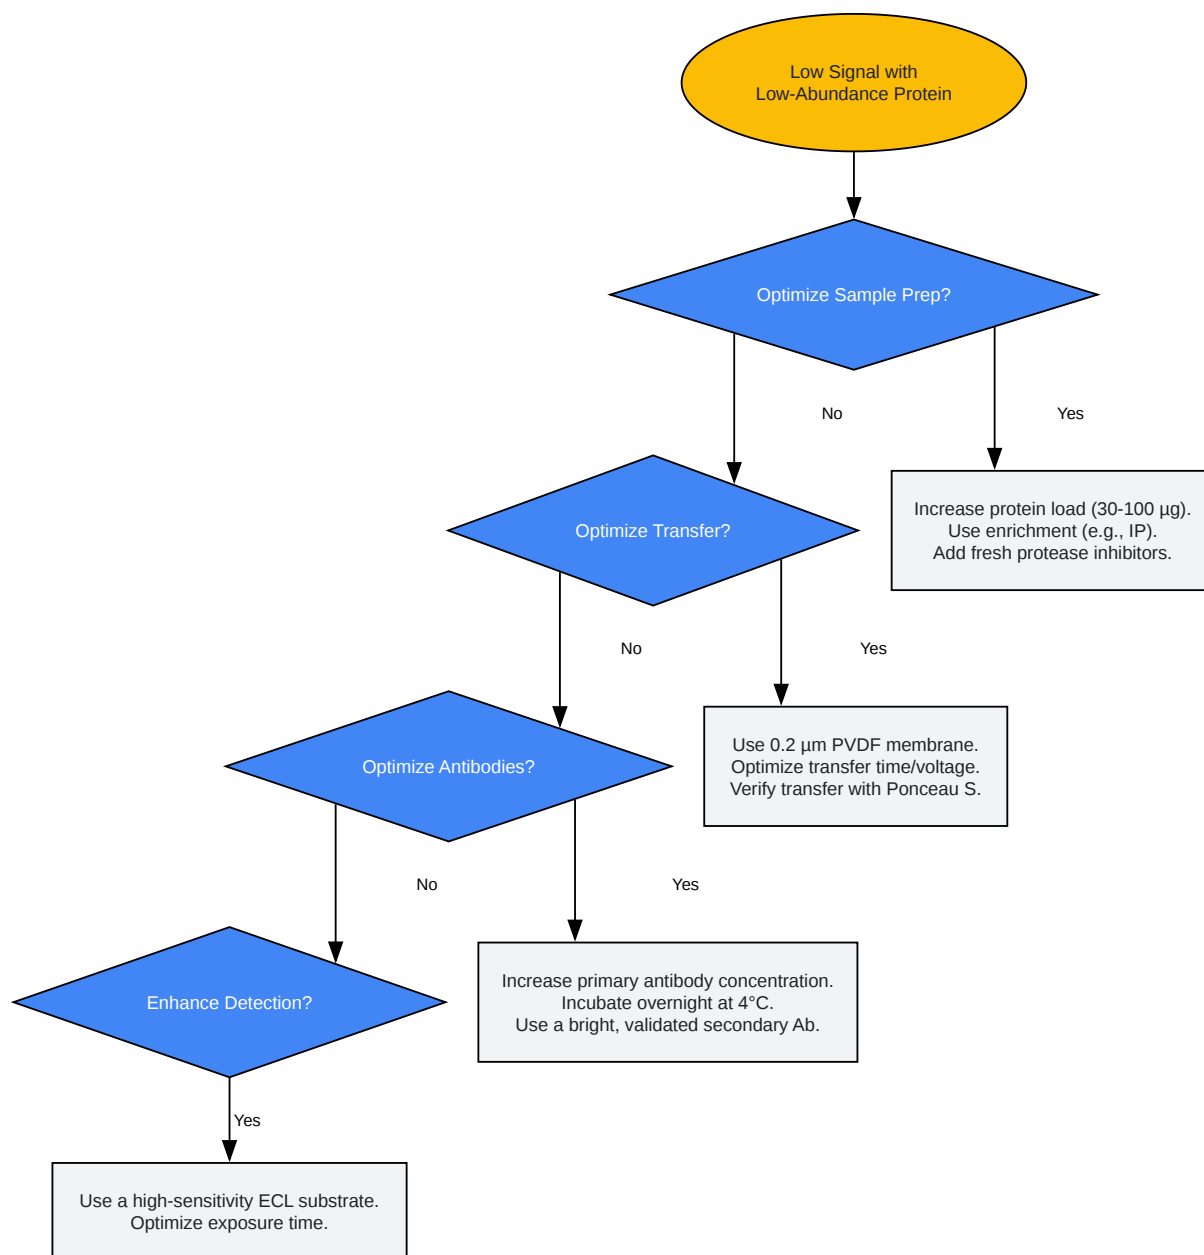 Low Signal with
Low-Abundance Protein
Optimize Sample Prep?
No
Yes
Increase protein load (30-100 µg).
Use enrichment (e.g., IP).
Add fresh protease inhibitors.
Optimize Transfer?
No
Yes
Use 0.2 µm PVDF membrane.
Optimize transfer time/voltage.
Verify transfer with Ponceau S.
Optimize Antibodies?
No
Yes
Increase primary antibody concentration.
Incubate overnight at 4°C.
Use a bright, validated secondary Ab.
Enhance Detection?
Yes
Use a high-sensitivity ECL substrate.
Optimize exposure time.